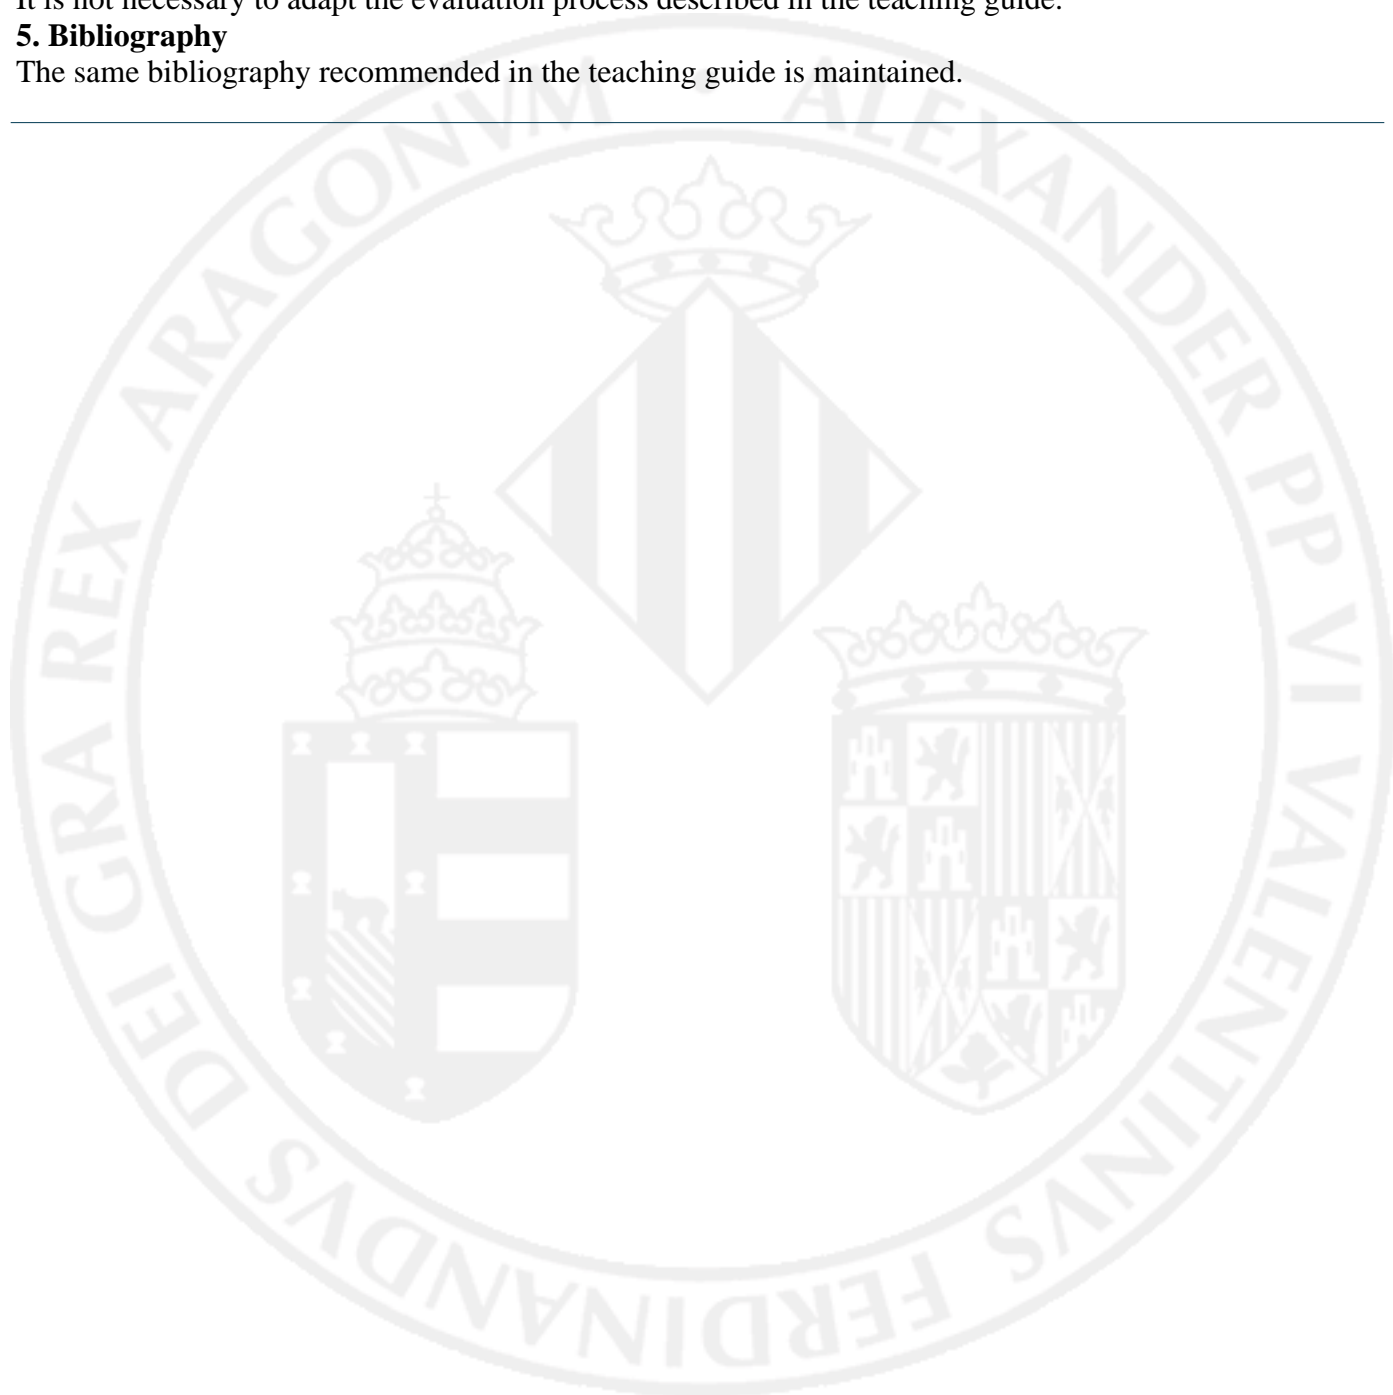 It is not necessary to adapt the evaluation process described in the teaching guide.
5. Bibliography
The same bibliography recommended in the teaching guide is maintained.
ALEXANDER PP VI VALENTINVS FERDINANDVS DEI GRA REX ARAGONVM